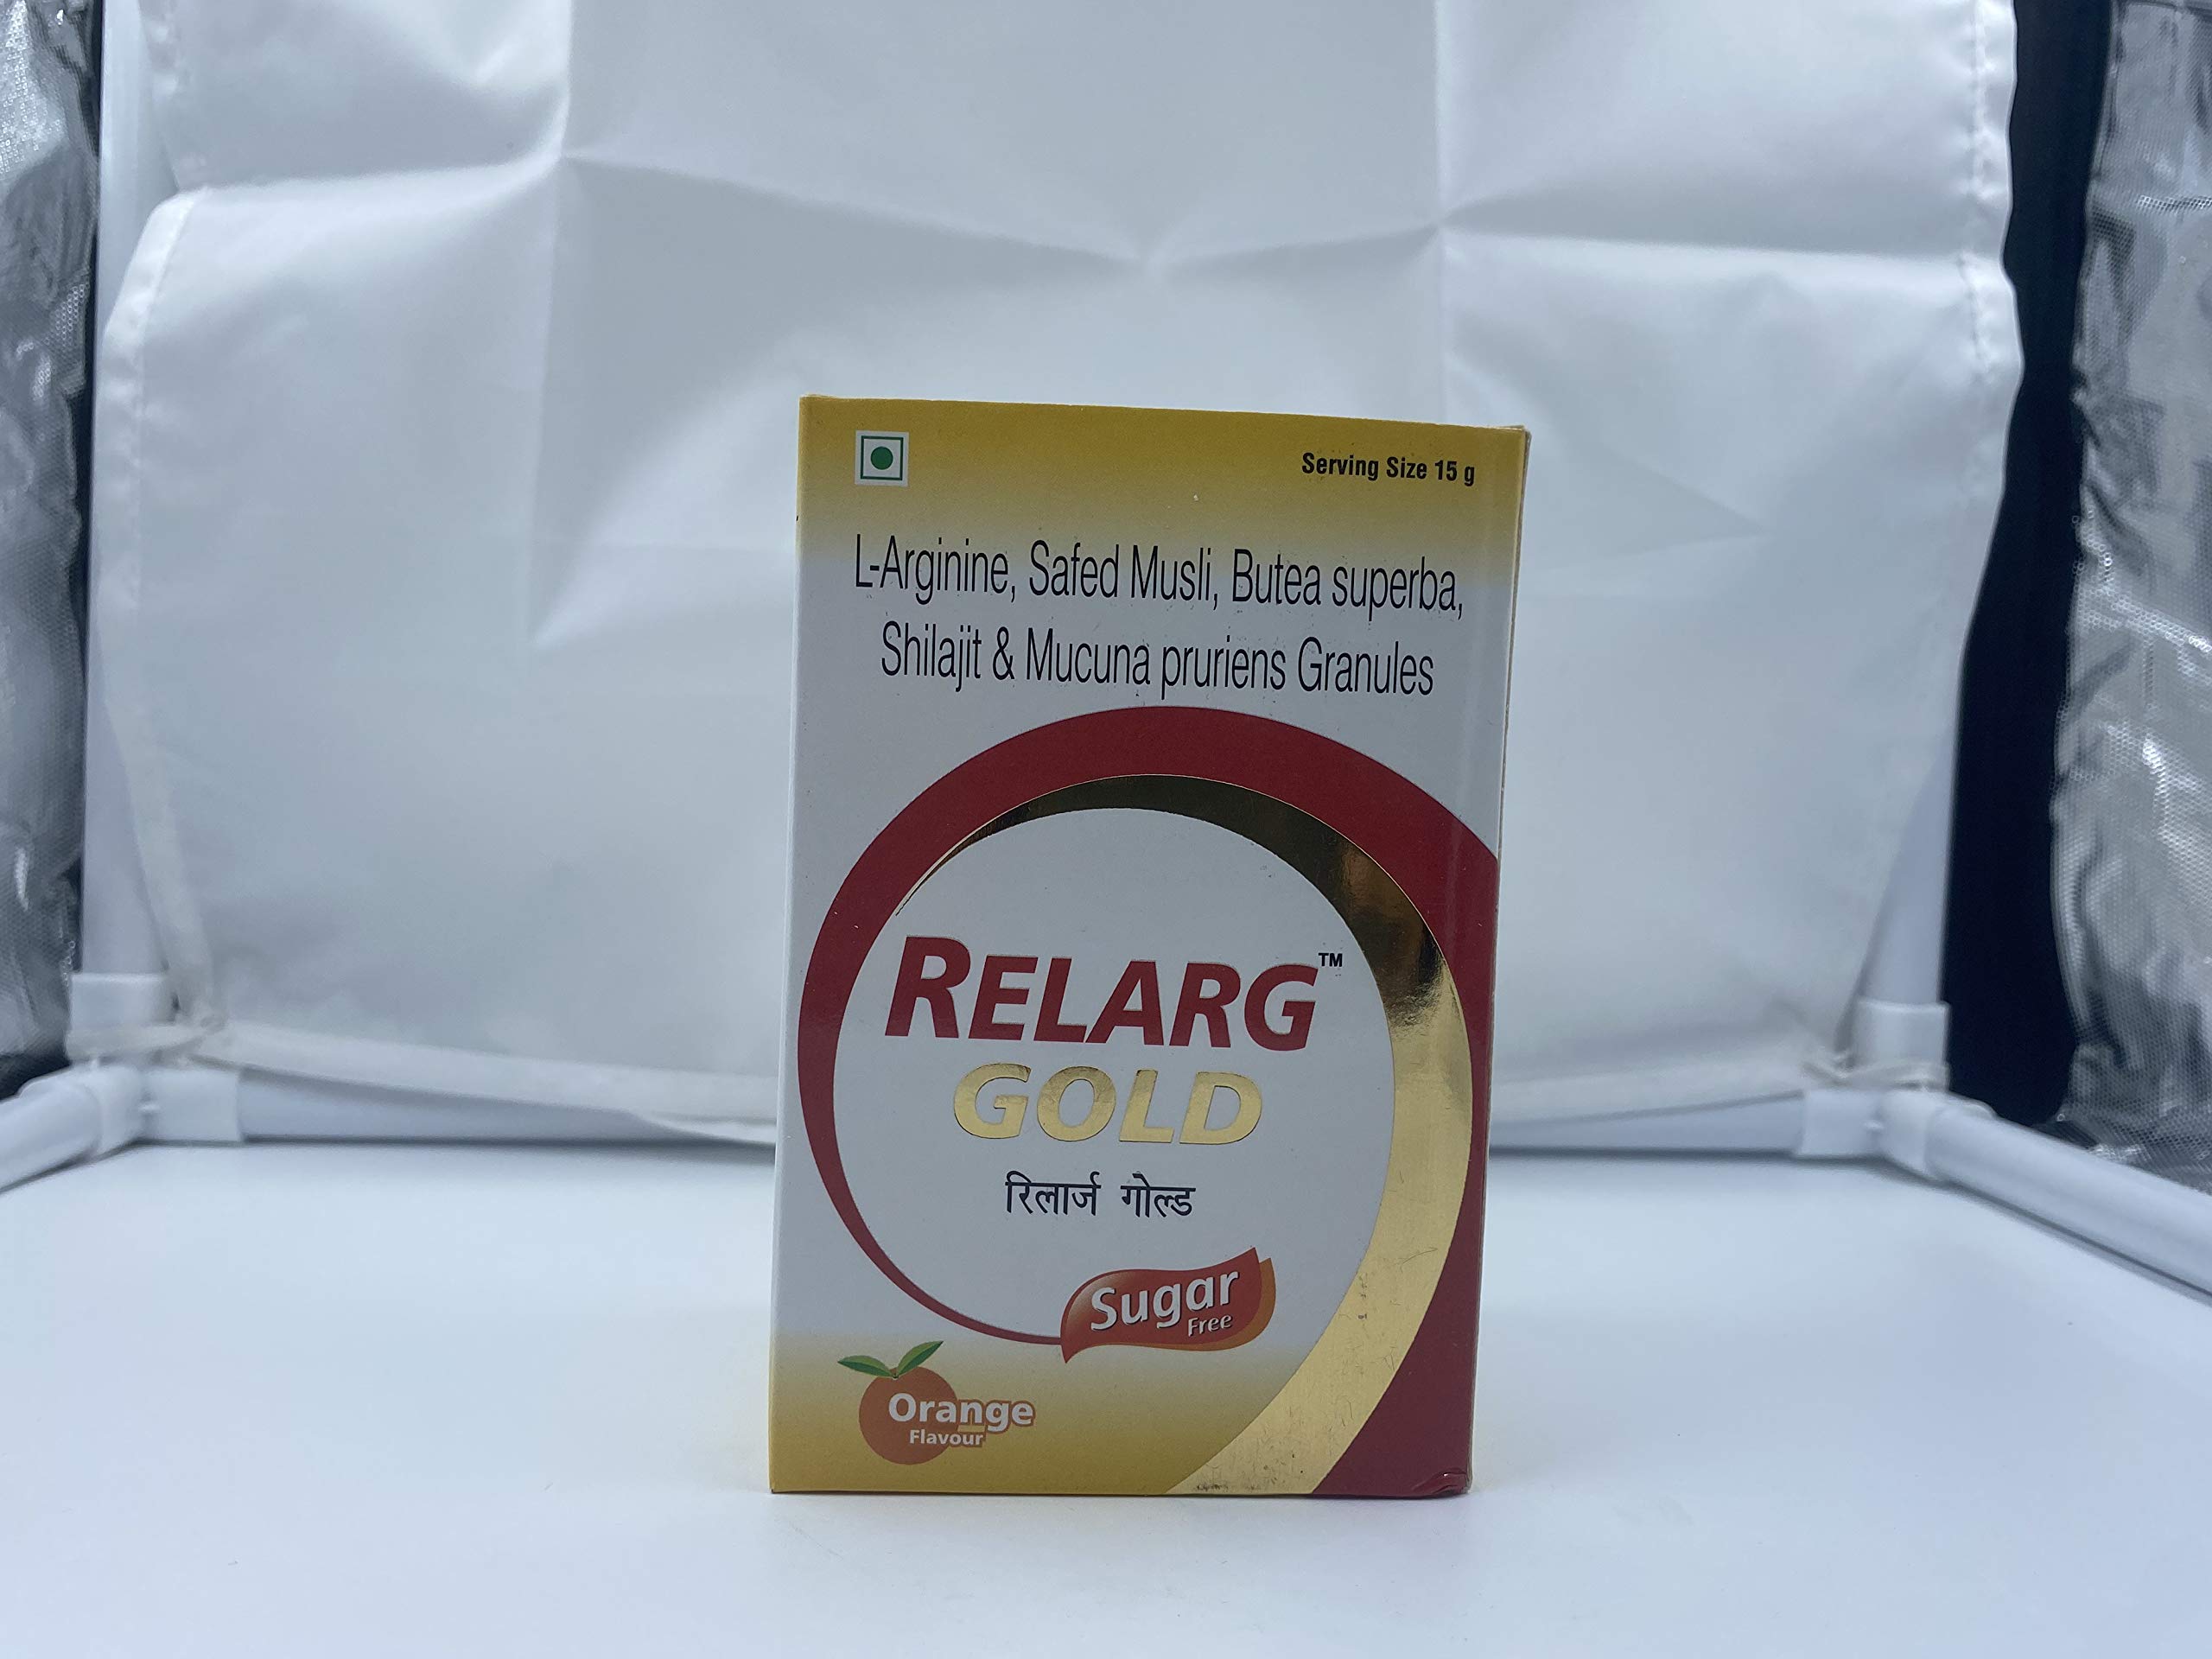 Serving Size 15 g
L-Arginine, Safed Musli, Butea superba,
Shilajit & Mucuna pruriens Granules
RELARG™
GOLD
रिलार्ज गोल्ड
Sugar
Free
Orange
Flavour